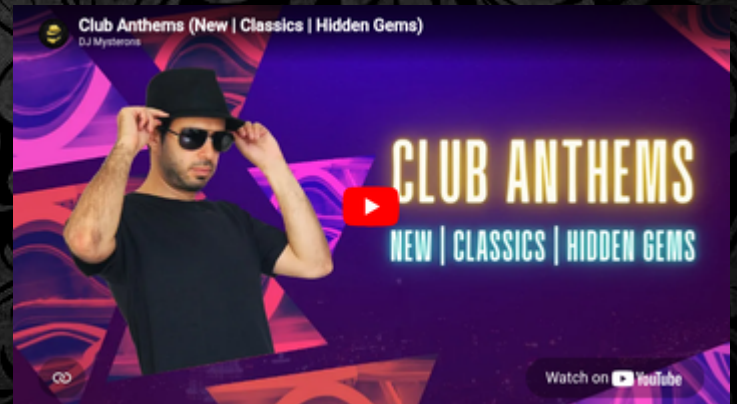 Club Anthems (New | Classics | Hidden Gems)
DJ Mysterons
CLUB ANTHEMS
NEW | CLASSICS | HIDDEN GEMS
Watch on YouTube